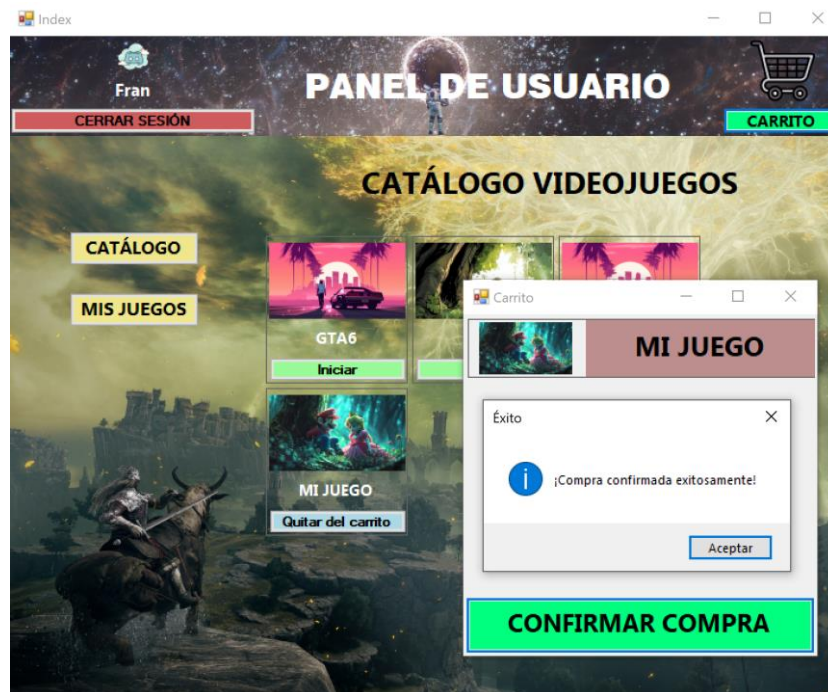 Index
Fran
PANEL DE USUARIO
CERRAR SESIÓN
CARRITO
CATÁLOGO VIDEOJUEGOS
CATÁLOGO
MIS JUEGOS
GTA6
Iniciar
MI JUEGO
Quitar del carrito
Carrito
MI JUEGO
Éxito
¡Compra confirmada exitosamente!
Aceptar
CONFIRMAR COMPRA